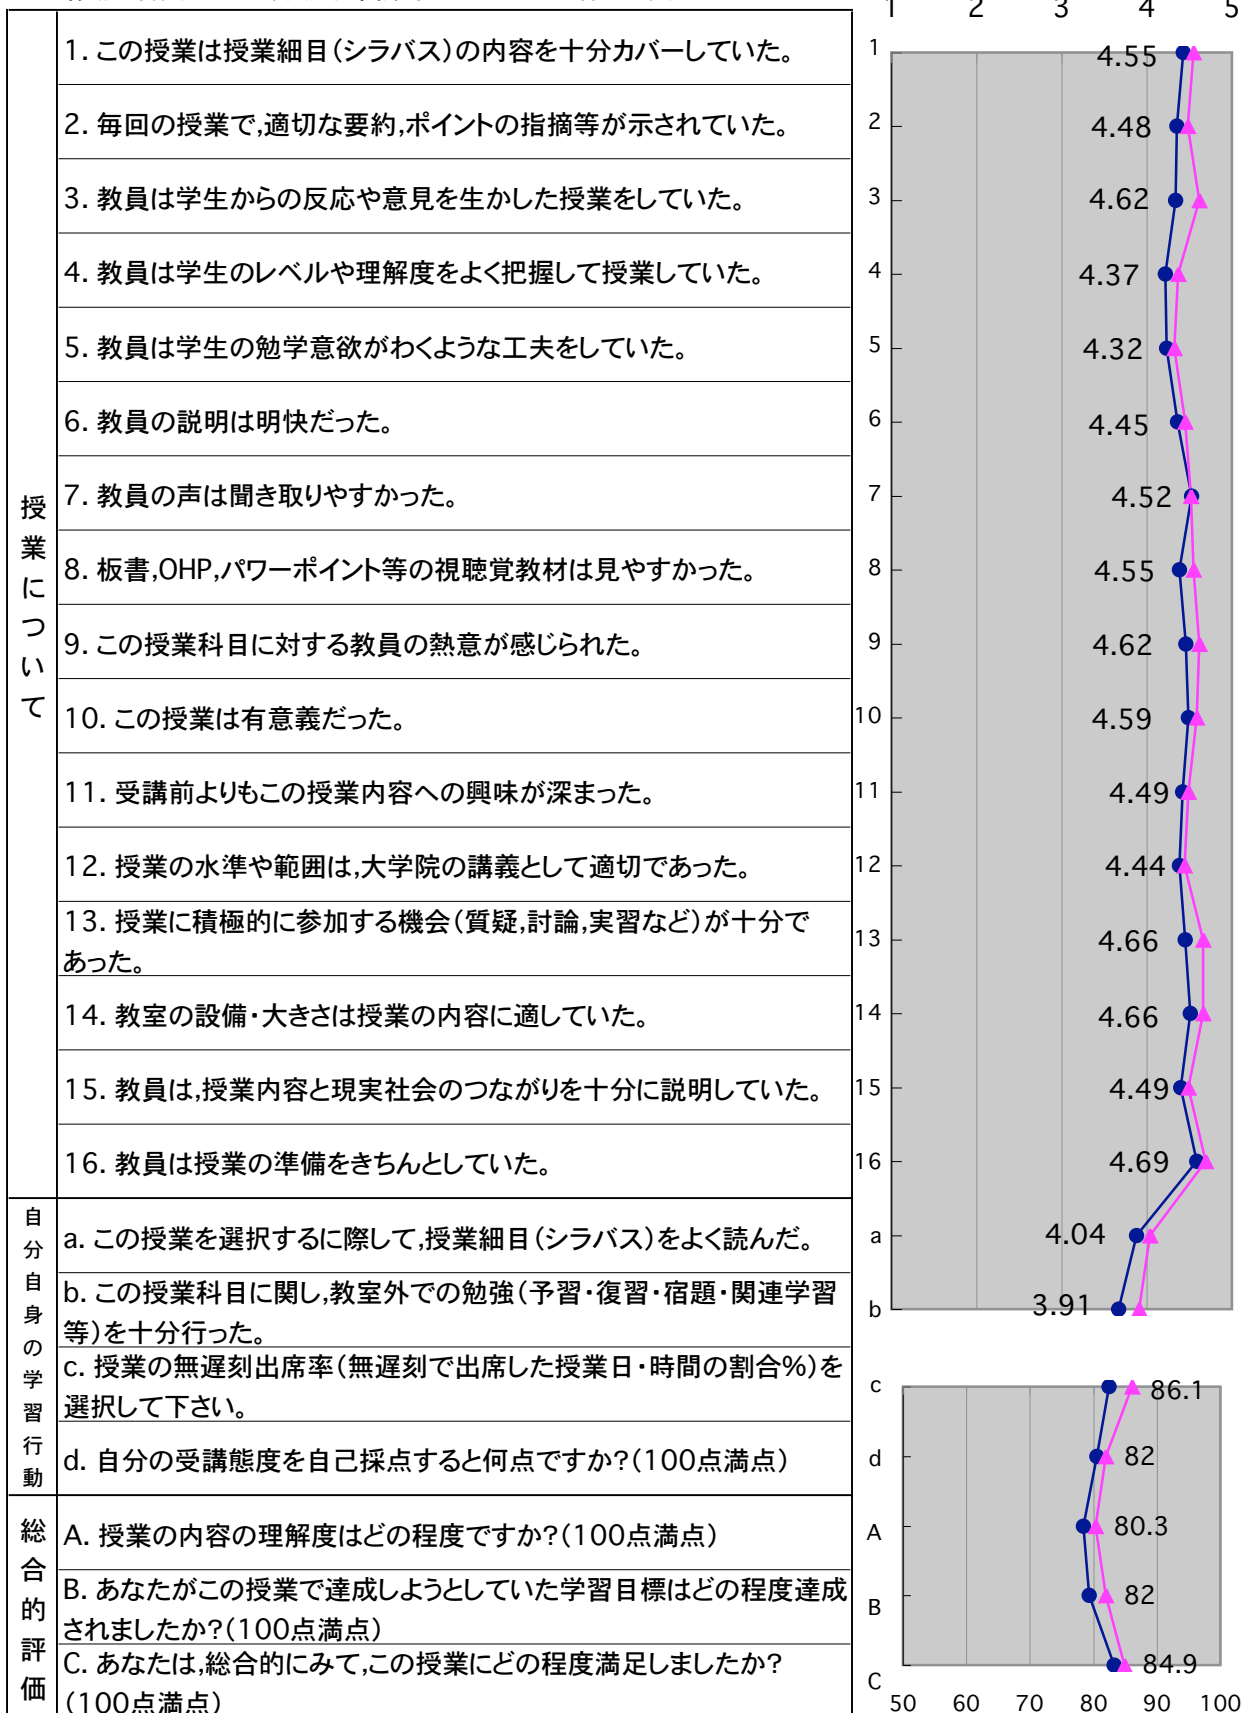 1 2 3 4 5
授業について
1. この授業は授業細目(シラバス)の内容を十分カバーしていた。
2. 毎回の授業で,適切な要約,ポイントの指摘等が示されていた。
3. 教員は学生からの反応や意見を生かした授業をしていた。
4. 教員は学生のレベルや理解度をよく把握して授業していた。
5. 教員は学生の勉学意欲がわくような工夫をしていた。
6. 教員の説明は明快だった。
7. 教員の声は聞き取りやすかった。
8. 板書,OHP,パワーポイント等の視聴覚教材は見やすかった。
9. この授業科目に対する教員の熱意が感じられた。
10. この授業は有意義だった。
11. 受講前よりもこの授業内容への興味が深まった。
12. 授業の水準や範囲は,大学院の講義として適切であった。
13. 授業に積極的に参加する機会(質疑,討論,実習など)が十分で
あった。
14. 教室の設備・大きさは授業の内容に適していた。
15. 教員は,授業内容と現実社会のつながりを十分に説明していた。
16. 教員は授業の準備をきちんとしていた。
自分自身の学習行動
a. この授業を選択するに際して,授業細目(シラバス)をよく読んだ。
b. この授業科目に関し,教室外での勉強(予習・復習・宿題・関連学習
等)を十分行った。
c. 授業の無遅刻出席率(無遅刻で出席した授業日・時間の割合%)を
選択して下さい。
d. 自分の受講態度を自己採点すると何点ですか?(100点満点)
総合的評価
A. 授業の内容の理解度はどの程度ですか?(100点満点)
B. あなたがこの授業で達成しようとしていた学習目標はどの程度達成
されましたか?(100点満点)
C. あなたは,総合的にみて,この授業にどの程度満足しましたか?
(100点満点)
1 4.55
2 4.48
3 4.62
4 4.37
5 4.32
6 4.45
7 4.52
8 4.55
9 4.62
10 4.59
11 4.49
12 4.44
13 4.66
14 4.66
15 4.49
16 4.69
a 4.04
b 3.91
c 86.1
d 82
A 80.3
B 82
C 84.9
50 60 70 80 90 100